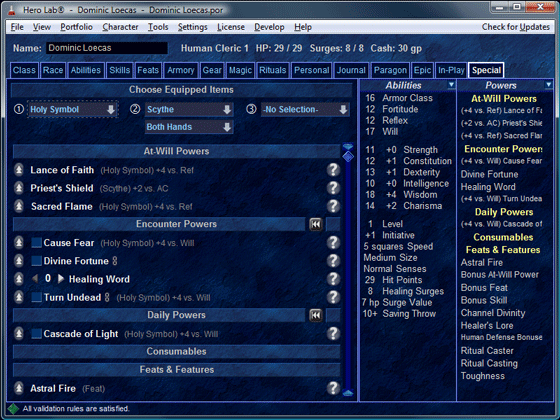 Hero Lab® - Dominic Loecas - Dominic Loecas.por
File View Portfolio Character Tools Settings License Develop Help Check for Updates
Name: Dominic Loecas Human Cleric 1 HP: 29 / 29 Surges: 8 / 8 Cash: 30 gp
Class Race Abilities Skills Feats Armory Gear Magic Rituals Personal Journal Paragon Epic In-Play Special
Choose Equipped Items
1 Holy Symbol 2 Scythe 3 -No Selection-
Both Hands
At-Will Powers
Lance of Faith (Holy Symbol) +4 vs. Ref ?
Priest's Shield (Scythe) +2 vs. AC ?
Sacred Flame (Holy Symbol) +4 vs. Ref ?
Encounter Powers
Cause Fear (Holy Symbol) +4 vs. Will ?
Divine Fortune ?
0 Healing Word ?
Turn Undead (Holy Symbol) +4 vs. Will ?
Daily Powers
Cascade of Light (Holy Symbol) +4 vs. Will ?
Consumables
Feats & Features
Astral Fire (Feat) ?
Abilities
16 Armor Class
12 Fortitude
12 Reflex
17 Will
11 +0 Strength
12 +1 Constitution
13 +1 Dexterity
10 +0 Intelligence
18 +4 Wisdom
14 +2 Charisma
1 Level
+1 Initiative
5 squares Speed
Medium Size
Normal Senses
29 Hit Points
8 Healing Surges
7 hp Surge Value
10+ Saving Throw
Powers
At-Will Powers
(+4 vs. Ref) Lance of Fa
(+2 vs. AC) Priest's Shie
(+4 vs. Ref) Sacred Flar
Encounter Powers
(+4 vs. Will) Cause Fear
Divine Fortune
Healing Word
(+4 vs. Will) Turn Undead
Daily Powers
(+4 vs. Will) Cascade of
Consumables
Feats & Features
Astral Fire
Bonus At-Will Power
Bonus Feat
Bonus Skill
Channel Divinity
Healer's Lore
Human Defense Bonuse
Ritual Caster
Ritual Casting
Toughness
All validation rules are satisfied.